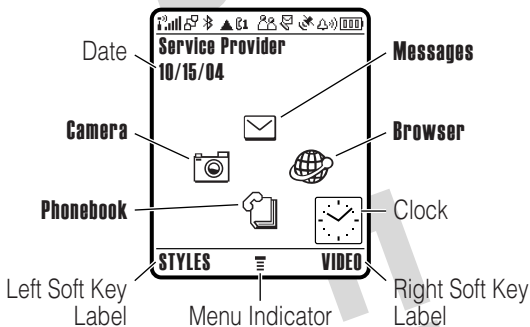 Service Provider
Date
10/15/04
Messages
Camera
Browser
Phonebook
Clock
STYLES
VIDEO
Left Soft Key
Label
Menu Indicator
Right Soft Key
Label